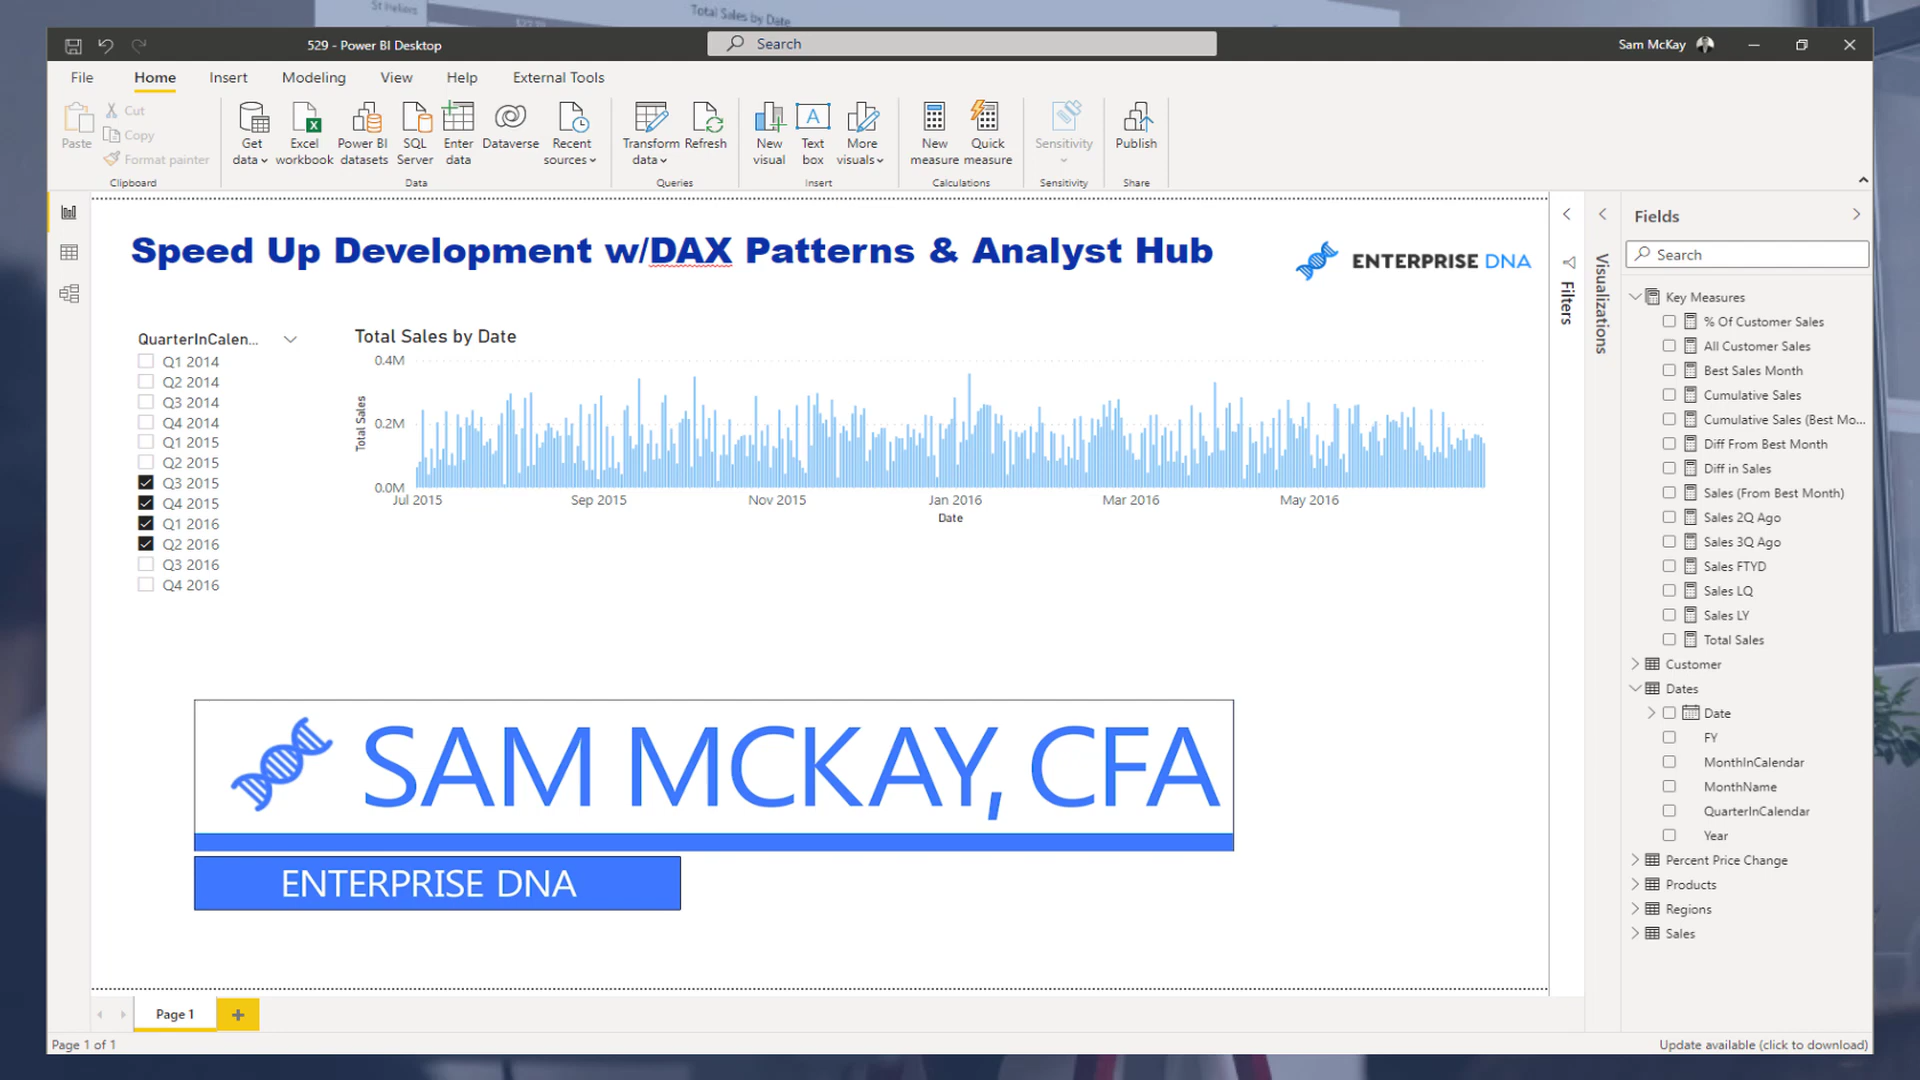 St Heliers
Total Sales by Date
529 - Power BI Desktop
Search
Sam McKay
File Home Insert Modeling View Help External Tools
Paste
Cut
Copy
Format painter
Clipboard
Get data
Excel workbook
Power BI datasets
SQL Server
Enter data
Dataverse
Recent sources
Data
Transform data
Refresh
Queries
New visual
Text box
More visuals
Insert
New measure
Quick measure
Calculations
Sensitivity
Sensitivity
Publish
Share
Speed Up Development w/DAX Patterns & Analyst Hub
ENTERPRISE DNA
QuarterInCalen...
Q1 2014
Q2 2014
Q3 2014
Q4 2014
Q1 2015
Q2 2015
Q3 2015
Q4 2015
Q1 2016
Q2 2016
Q3 2016
Q4 2016
Total Sales by Date
Total Sales
0.4M
0.2M
0.0M
Jul 2015 Sep 2015 Nov 2015 Jan 2016 Mar 2016 May 2016
Date
SAM MCKAY, CFA
ENTERPRISE DNA
Filters
Visualizations
Fields
Search
Key Measures
% Of Customer Sales
All Customer Sales
Best Sales Month
Cumulative Sales
Cumulative Sales (Best Mo...
Diff From Best Month
Diff in Sales
Sales (From Best Month)
Sales 2Q Ago
Sales 3Q Ago
Sales FTYD
Sales LQ
Sales LY
Total Sales
Customer
Dates
Date
FY
MonthInCalendar
MonthName
QuarterInCalendar
Year
Percent Price Change
Products
Regions
Sales
Page 1
Page 1 of 1
Update available (click to download)